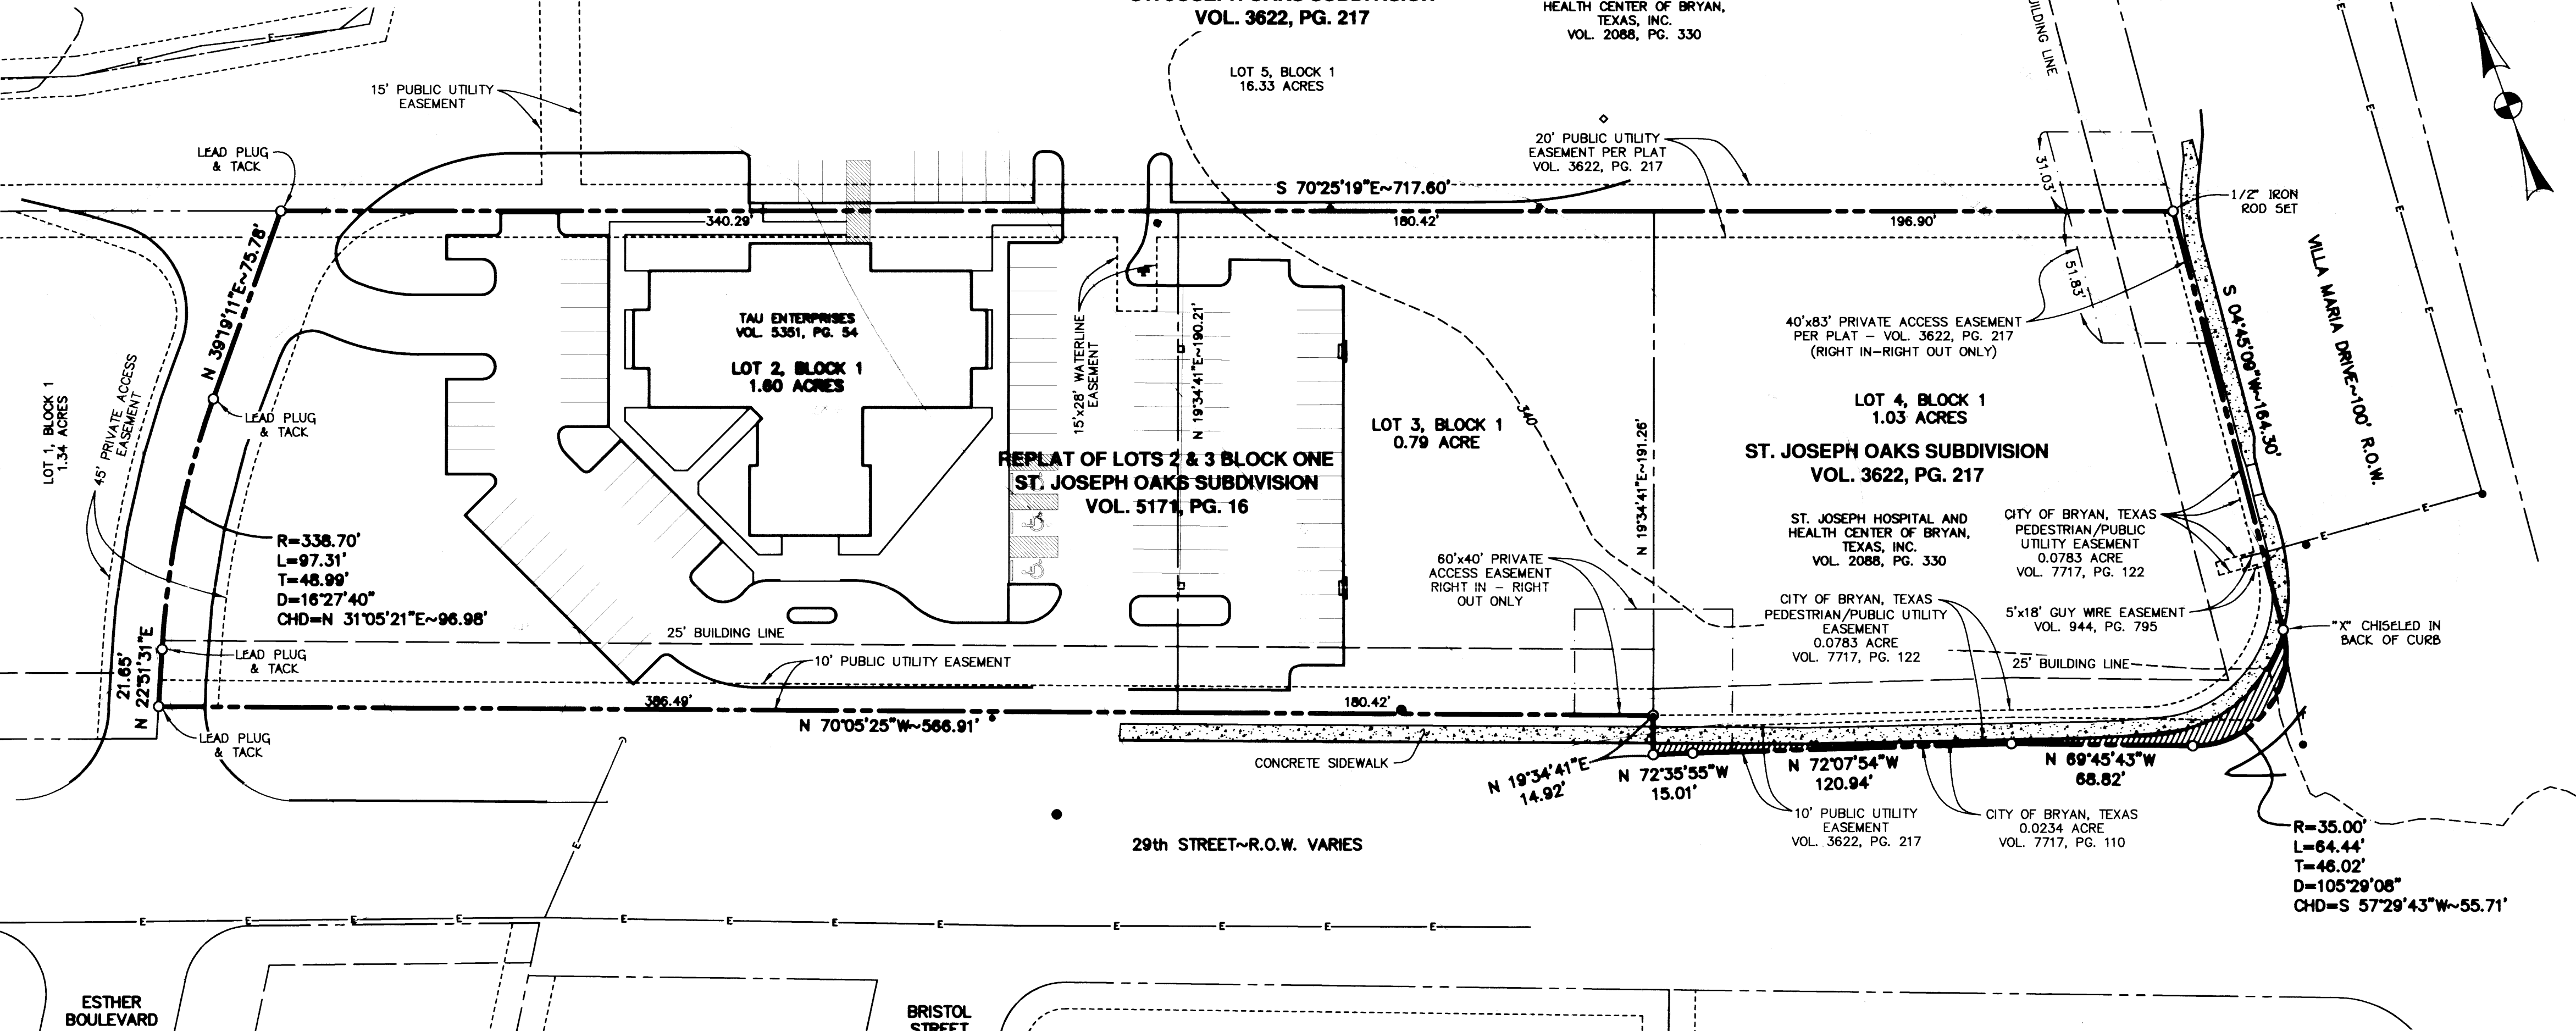 VOL. 3622, PG. 217
HEALTH CENTER OF BRYAN,
TEXAS, INC.
VOL. 2088, PG. 330
BUILDING LINE
LOT 5, BLOCK 1
16.33 ACRES
15' PUBLIC UTILITY
EASEMENT
LEAD PLUG
& TACK
20' PUBLIC UTILITY
EASEMENT PER PLAT
VOL. 3622, PG. 217
S 70°25'19"E~717.60'
340.29'
180.42'
196.90'
31.03'
51.83'
1/2" IRON
ROD SET
VILLA MARIA DRIVE~100' R.O.W.
S 04°45'09"W~164.30'
N 39°19'11"E~75.78'
LEAD PLUG
& TACK
45' PRIVATE ACCESS
EASEMENT
LOT 1, BLOCK 1
1.34 ACRES
TAU ENTERPRISES
VOL. 5351, PG. 54
LOT 2, BLOCK 1
1.60 ACRES
15'x28' WATERLINE
EASEMENT
N 19°34'41"E~190.21'
REPLAT OF LOTS 2 & 3 BLOCK ONE
ST. JOSEPH OAKS SUBDIVISION
VOL. 5171, PG. 16
LOT 3, BLOCK 1
0.79 ACRE
340
N 19°34'41"E~191.26'
40'x83' PRIVATE ACCESS EASEMENT
PER PLAT - VOL. 3622, PG. 217
(RIGHT IN-RIGHT OUT ONLY)
LOT 4, BLOCK 1
1.03 ACRES
ST. JOSEPH OAKS SUBDIVISION
VOL. 3622, PG. 217
ST. JOSEPH HOSPITAL AND
HEALTH CENTER OF BRYAN,
TEXAS, INC.
VOL. 2088, PG. 330
CITY OF BRYAN, TEXAS
PEDESTRIAN/PUBLIC
UTILITY EASEMENT
0.0783 ACRE
VOL. 7717, PG. 122
5'x18' GUY WIRE EASEMENT
VOL. 944, PG. 795
"X" CHISELED IN
BACK OF CURB
60'x40' PRIVATE
ACCESS EASEMENT
RIGHT IN - RIGHT
OUT ONLY
CITY OF BRYAN, TEXAS
PEDESTRIAN/PUBLIC UTILITY
EASEMENT
0.0783 ACRE
VOL. 7717, PG. 122
25' BUILDING LINE
R=338.70'
L=97.31'
T=48.99'
D=16°27'40"
CHD=N 31°05'21"E~96.98'
LEAD PLUG
& TACK
21.65'
N 22°51'31"E
LEAD PLUG
& TACK
25' BUILDING LINE
10' PUBLIC UTILITY EASEMENT
386.49'
N 70°05'25"W~566.91'
180.42'
CONCRETE SIDEWALK
N 19°34'41"E
14.92'
N 72°35'55"W
15.01'
N 72°07'54"W
120.94'
N 69°45'43"W
68.82'
10' PUBLIC UTILITY
EASEMENT
VOL. 3622, PG. 217
CITY OF BRYAN, TEXAS
0.0234 ACRE
VOL. 7717, PG. 110
R=35.00'
L=64.44'
T=46.02'
D=105°29'08"
CHD=S 57°29'43"W~55.71'
29th STREET~R.O.W. VARIES
E E E E E E E E E E E E E
ESTHER
BOULEVARD
BRISTOL
STREET